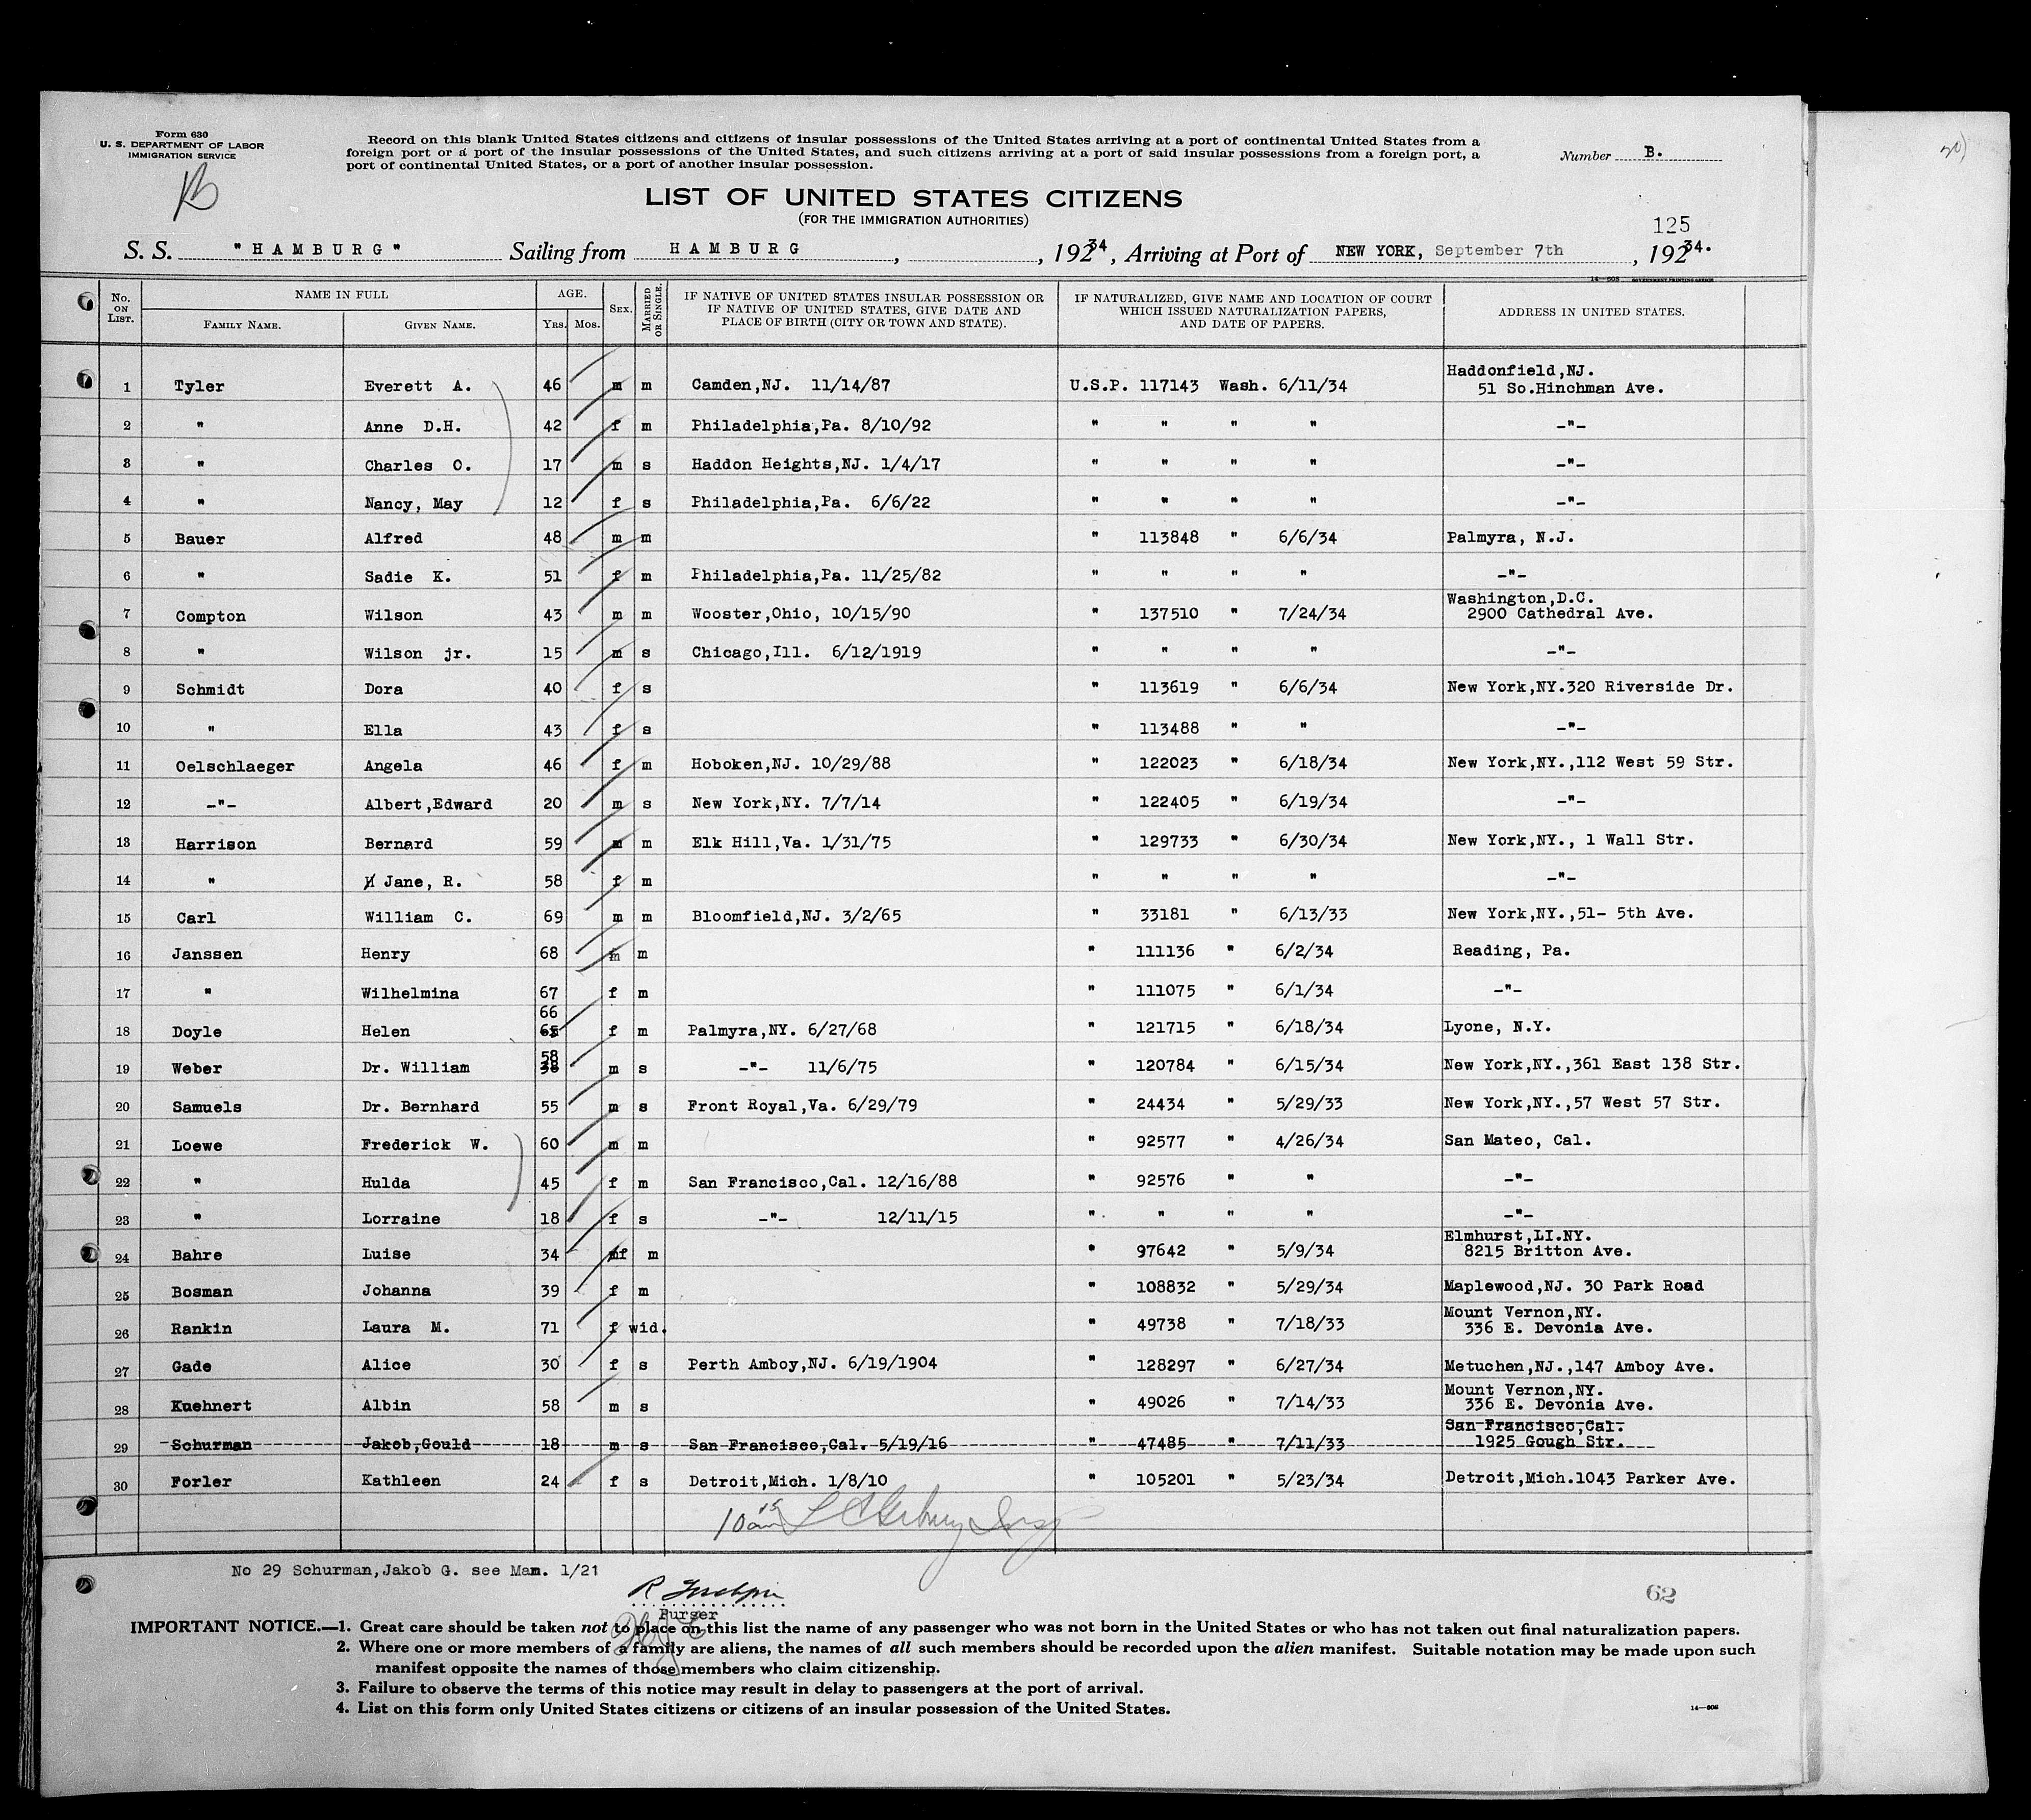 Form 630
U. S. DEPARTMENT OF LABOR
IMMIGRATION SERVICE
Record on this blank United States citizens and citizens of insular possessions of the United States arriving at a port of continental United States from a
foreign port or a port of the insular possessions of the United States, and such citizens arriving at a port of said insular possessions from a foreign port, a
port of continental United States, or a port of another insular possession.
Number B.
LIST OF UNITED STATES CITIZENS
(FOR THE IMMIGRATION AUTHORITIES)
125
S. S. "HAMBURG" Sailing from HAMBURG, , 19234, Arriving at Port of NEW YORK, September 7th, 19234.
14—508 GOVERNMENT PRINTING OFFICE
No. ON LIST. NAME IN FULL FAMILY NAME. GIVEN NAME. AGE. YRS. MOS. SEX. MARRIED OR SINGLE. IF NATIVE OF UNITED STATES INSULAR POSSESSION OR IF NATIVE OF UNITED STATES, GIVE DATE AND PLACE OF BIRTH (CITY OR TOWN AND STATE). IF NATURALIZED, GIVE NAME AND LOCATION OF COURT WHICH ISSUED NATURALIZATION PAPERS, AND DATE OF PAPERS. ADDRESS IN UNITED STATES.
1 Tyler Everett A. 46 m m Camden,NJ. 11/14/87 U.S.P. 117143 Wash. 6/11/34 Haddonfield,NJ. 51 So.Hinchman Ave.
2 " Anne D.H. 42 f m Philadelphia,Pa. 8/10/92 " " " " -"-
3 " Charles O. 17 m s Haddon Heights,NJ. 1/4/17 " " " " -"-
4 " Nancy, May 12 f s Philadelphia,Pa. 6/6/22 " " " " -"-
5 Bauer Alfred 48 m m " 113848 " 6/6/34 Palmyra, N.J.
6 " Sadie K. 51 f m Philadelphia,Pa. 11/25/82 " " " " -"-
7 Compton Wilson 43 m m Wooster,Ohio, 10/15/90 " 137510 " 7/24/34 Washington,D.C. 2900 Cathedral Ave.
8 " Wilson jr. 15 m s Chicago,Ill. 6/12/1919 " " " " -"-
9 Schmidt Dora 40 f s " 113619 " 6/6/34 New York,NY.320 Riverside Dr.
10 " Ella 43 f s " 113488 " " -"-
11 Oelschlaeger Angela 46 f m Hoboken,NJ. 10/29/88 " 122023 " 6/18/34 New York,NY.,112 West 59 Str.
12 -"- Albert,Edward 20 m s New York,NY. 7/7/14 " 122405 " 6/19/34 -"-
13 Harrison Bernard 59 m m Elk Hill,Va. 1/31/75 " 129733 " 6/30/34 New York,NY., 1 Wall Str.
14 " Jane, R. 58 f m " " " " -"-
15 Carl William C. 69 m m Bloomfield,NJ. 3/2/65 " 33181 " 6/13/33 New York,NY.,51- 5th Ave.
16 Janssen Henry 68 m m " 111136 " 6/2/34 Reading, Pa.
17 " Wilhelmina 67 f m " 111075 " 6/1/34 -"-
18 Doyle Helen 66 65 f m Palmyra,NY. 6/27/68 " 121715 " 6/18/34 Lyone, N.Y.
19 Weber Dr. William 58 38 m s -"- 11/6/75 " 120784 " 6/15/34 New York,NY.,361 East 138 Str.
20 Samuels Dr. Bernhard 55 m s Front Royal,Va. 6/29/79 " 24434 " 5/29/33 New York,NY.,57 West 57 Str.
21 Loewe Frederick W. 60 m m " 92577 " 4/26/34 San Mateo, Cal.
22 " Hulda 45 f m San Francisco,Cal. 12/16/88 " 92576 " " -"-
23 " Lorraine 18 f s -"- 12/11/15 " " " " -"-
24 Bahre Luise 34 mf m " 97642 " 5/9/34 Elmhurst,LI.NY. 8215 Britton Ave.
25 Bosman Johanna 39 f m " 108832 " 5/29/34 Maplewood,NJ. 30 Park Road
26 Rankin Laura M. 71 f wid. " 49738 " 7/18/33 Mount Vernon,NY. 336 E. Devonia Ave.
27 Gade Alice 30 f s Perth Amboy,NJ. 6/19/1904 " 128297 " 6/27/34 Metuchen,NJ.,147 Amboy Ave.
28 Kuehnert Albin 58 m s " 49026 " 7/14/33 Mount Vernon,NY. 336 E. Devonia Ave.
29 Schurman Jakob,Gould 18 m s San Francisco,Cal. 5/19/16 " 47485 " 7/11/33 San Francisco,Cal. 1925 Gough Str.
30 Forler Kathleen 24 f s Detroit,Mich. 1/8/10 " 105201 " 5/23/34 Detroit,Mich.1043 Parker Ave.
No 29 Schurman,Jakob G. see Man. 1/21
Purser
62
IMPORTANT NOTICE.—1. Great care should be taken not to place on this list the name of any passenger who was not born in the United States or who has not taken out final naturalization papers.
2. Where one or more members of a family are aliens, the names of all such members should be recorded upon the alien manifest. Suitable notation may be made upon such
manifest opposite the names of those members who claim citizenship.
3. Failure to observe the terms of this notice may result in delay to passengers at the port of arrival.
4. List on this form only United States citizens or citizens of an insular possession of the United States.